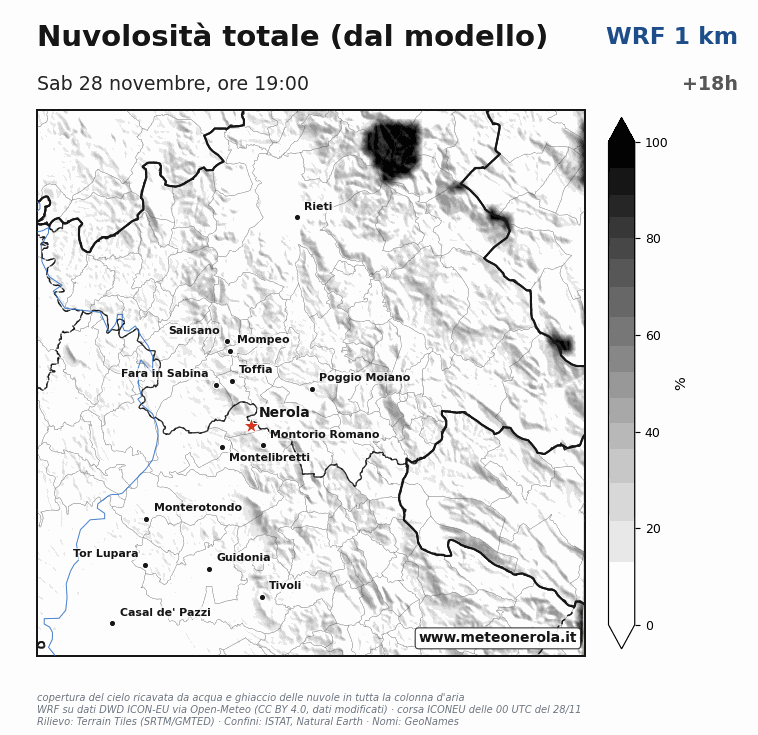 Nuvolosità totale (dal modello)
WRF 1 km
Sab 28 novembre, ore 19:00
+18h
100
80
60
40
20
0
%
Rieti
Salisano
Mompeo
Toffia
Fara in Sabina
Poggio Moiano
Nerola
Montorio Romano
Montelibretti
Monterotondo
Tor Lupara
Guidonia
Tivoli
Casal de' Pazzi
www.meteonerola.it
copertura del cielo ricavata da acqua e ghiaccio delle nuvole in tutta la colonna d'aria
WRF su dati DWD ICON-EU via Open-Meteo (CC BY 4.0, dati modificati) · corsa ICONEU delle 00 UTC del 28/11
Rilievo: Terrain Tiles (SRTM/GMTED) · Confini: ISTAT, Natural Earth · Nomi: GeoNames